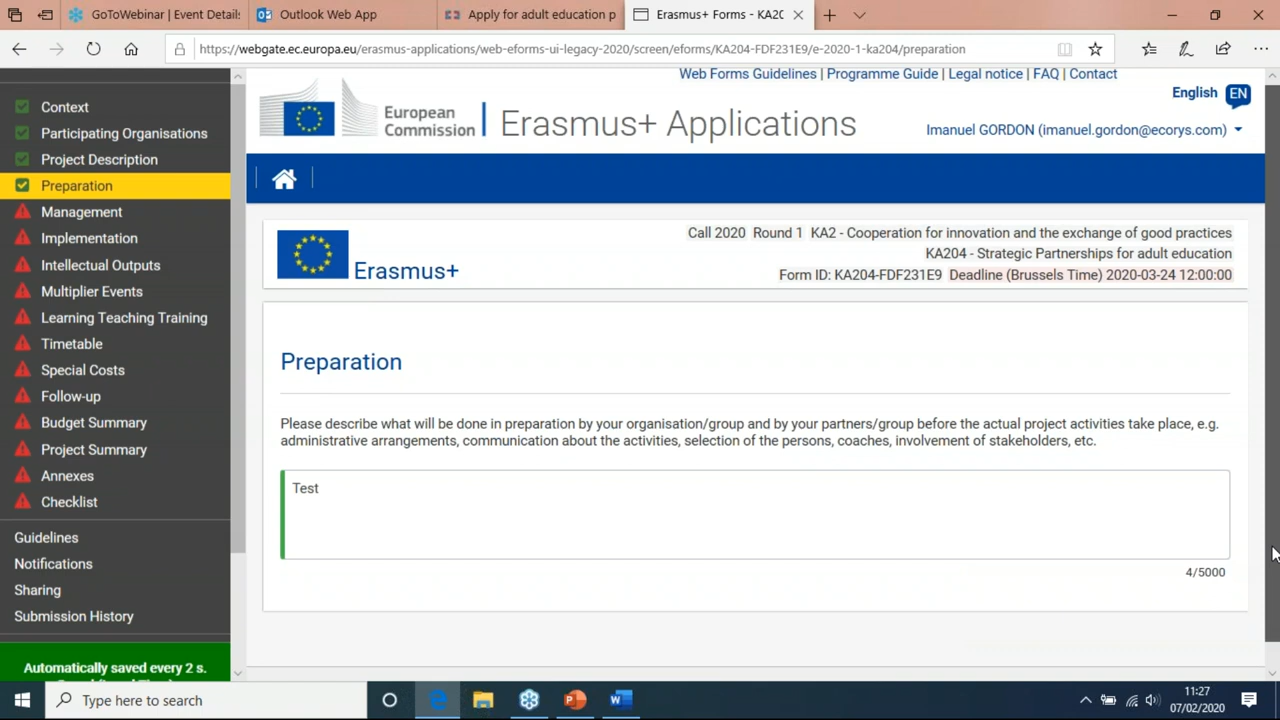 GoToWebinar | Event Details
Outlook Web App
Apply for adult education p
Erasmus+ Forms - KA20
https://webgate.ec.europa.eu/erasmus-applications/web-eforms-ui-legacy-2020/screen/eforms/KA204-FDF231E9/e-2020-1-ka204/preparation
Web Forms Guidelines | Programme Guide | Legal notice | FAQ | Contact
English EN
European
Commission
Erasmus+ Applications
Imanuel GORDON (imanuel.gordon@ecorys.com)
Context
Participating Organisations
Project Description
Preparation
Management
Implementation
Intellectual Outputs
Multiplier Events
Learning Teaching Training
Timetable
Special Costs
Follow-up
Budget Summary
Project Summary
Annexes
Checklist
Guidelines
Notifications
Sharing
Submission History
Automatically saved every 2 s.
Erasmus+
Call 2020 Round 1 KA2 - Cooperation for innovation and the exchange of good practices
KA204 - Strategic Partnerships for adult education
Form ID: KA204-FDF231E9 Deadline (Brussels Time) 2020-03-24 12:00:00
Preparation
Please describe what will be done in preparation by your organisation/group and by your partners/group before the actual project activities take place, e.g.
administrative arrangements, communication about the activities, selection of the persons, coaches, involvement of stakeholders, etc.
Test
4/5000
Type here to search
11:27
07/02/2020